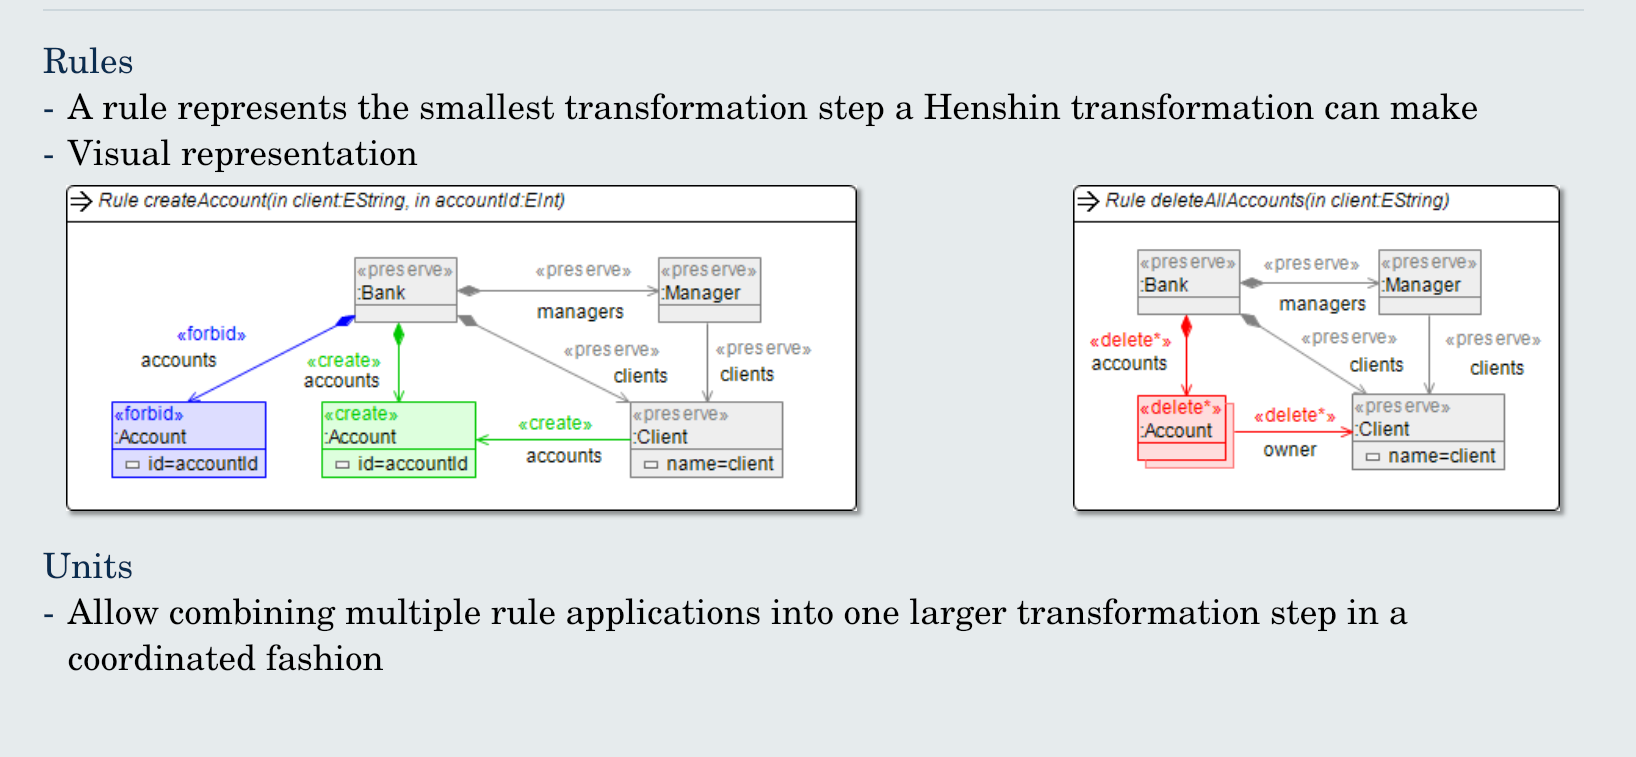 Rules
- A rule represents the smallest transformation step a Henshin transformation can make
- Visual representation
Rule createAccount(in client:EString, in accountId:EInt)
«preserve»
:Bank
«preserve»
managers
«preserve»
:Manager
«forbid»
accounts
«create»
accounts
«preserve»
clients
«preserve»
clients
«forbid»
:Account
id=accountId
«create»
:Account
id=accountId
«create»
accounts
«preserve»
:Client
name=client
Rule deleteAllAccounts(in client:EString)
«preserve»
:Bank
«preserve»
managers
«preserve»
:Manager
«delete*»
accounts
«preserve»
clients
«preserve»
clients
«delete*»
:Account
«delete*»
owner
«preserve»
:Client
name=client
Units
- Allow combining multiple rule applications into one larger transformation step in a
coordinated fashion